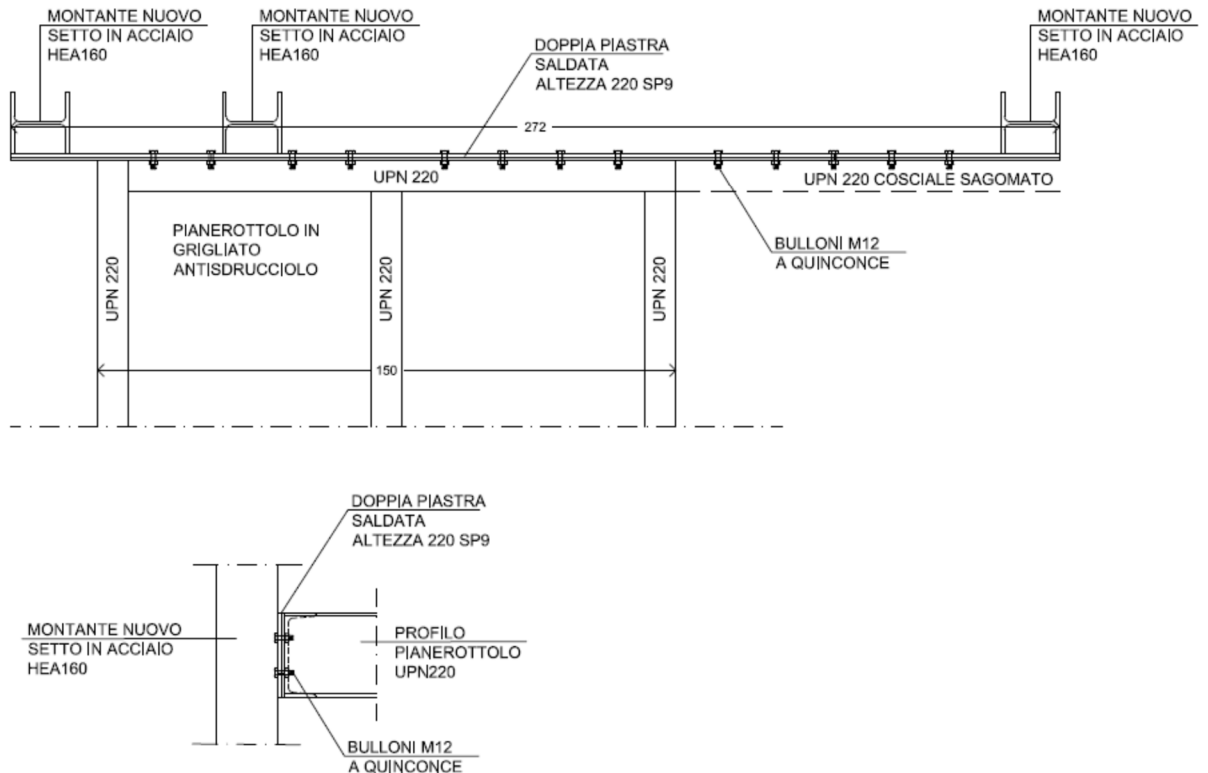 MONTANTE NUOVO
SETTO IN ACCIAIO
HEA160
MONTANTE NUOVO
SETTO IN ACCIAIO
HEA160
DOPPIA PIASTRA
SALDATA
ALTEZZA 220 SP9
MONTANTE NUOVO
SETTO IN ACCIAIO
HEA160
272
UPN 220
UPN 220 COSCIALE SAGOMATO
PIANEROTTOLO IN
GRIGLIATO
ANTISDRUCCIOLO
BULLONI M12
A QUINCONCE
UPN 220
UPN 220
UPN 220
150
DOPPIA PIASTRA
SALDATA
ALTEZZA 220 SP9
MONTANTE NUOVO
SETTO IN ACCIAIO
HEA160
PROFILO
PIANEROTTOLO
UPN220
BULLONI M12
A QUINCONCE